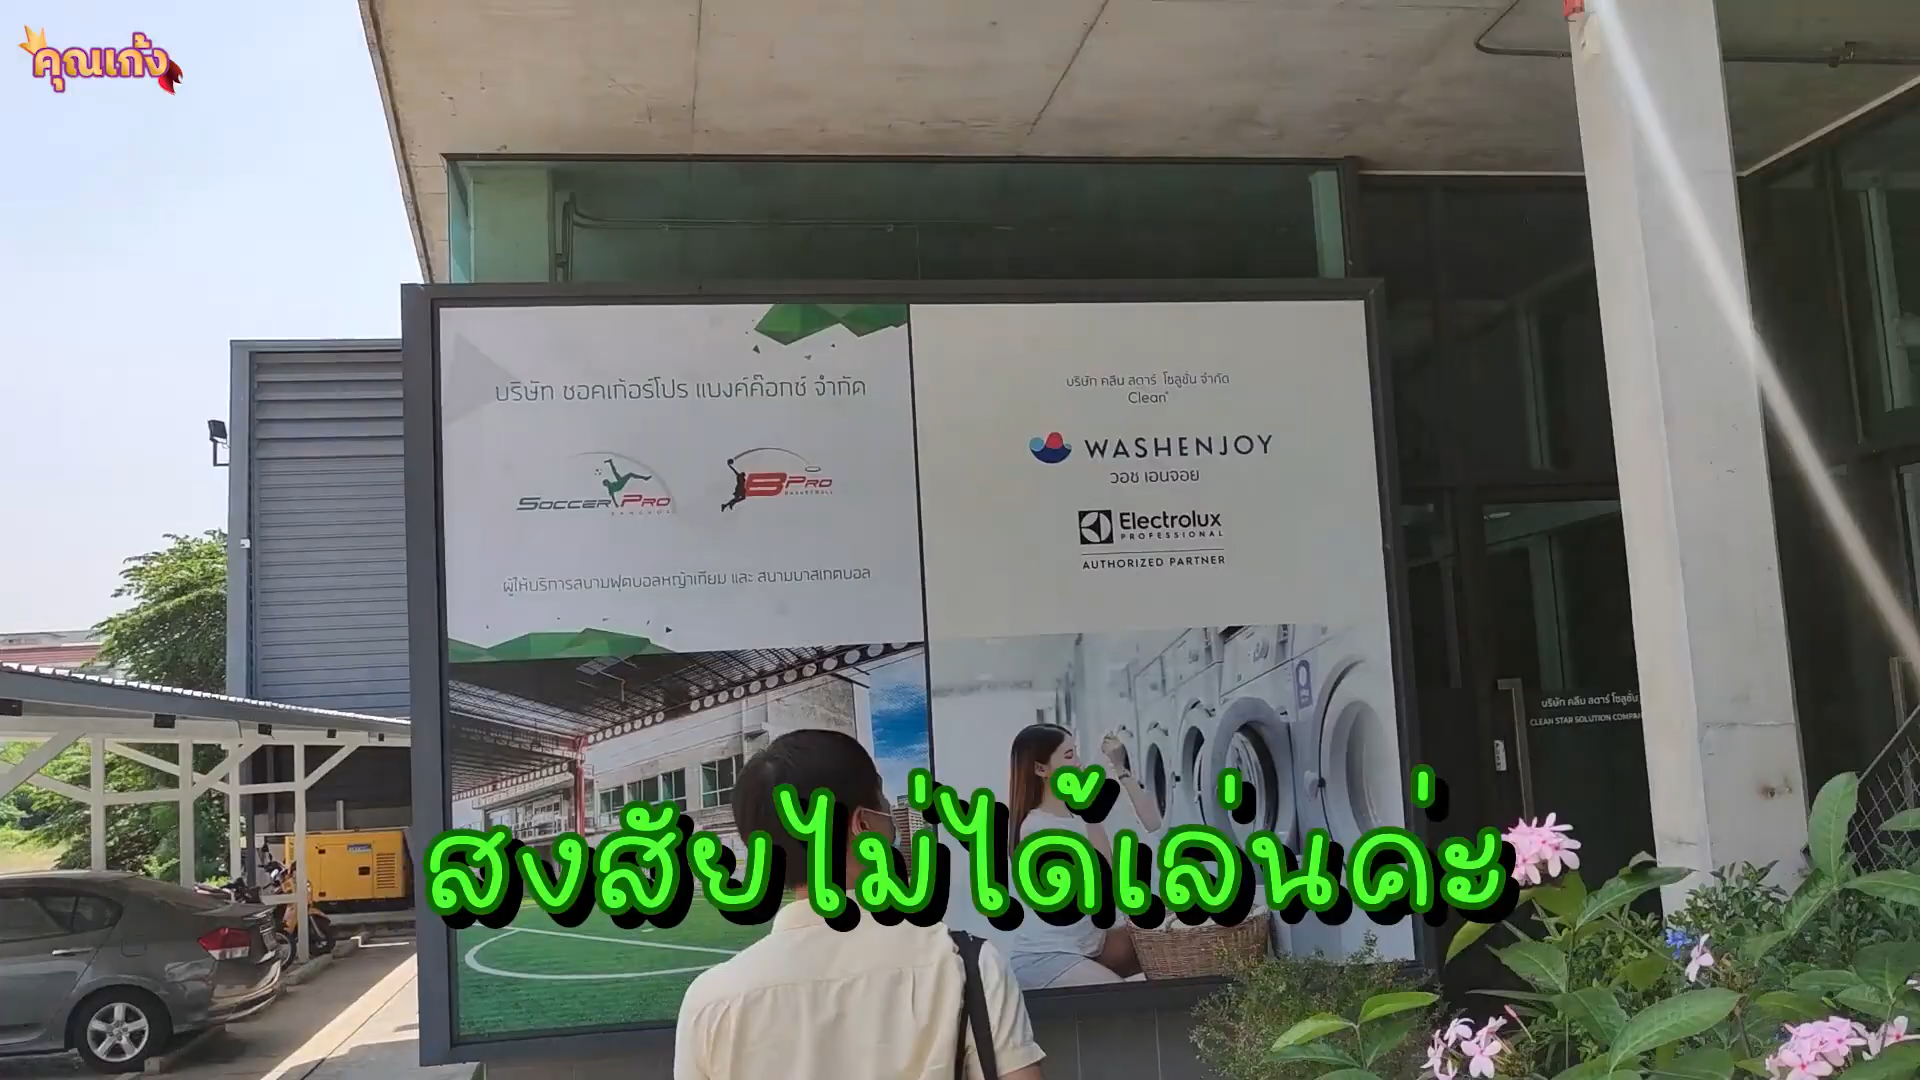 คุณเก้ง
บริษัท ซอคเก้อร์โปร แบงค์ค๊อกซ์ จำกัด
SOCCER PRO
BANGKOK
B PRO
BASKETBALL
ผู้ให้บริการสนามฟุตบอลหญ้าเทียม และ สนามบาสเกตบอล
บริษัท คลีน สตาร์ โซลูชั่น จำกัด
Clean*
WASHENJOY
วอช เอนจอย
Electrolux
PROFESSIONAL
AUTHORIZED PARTNER
บริษัท คลีน สตาร์ โซลูชั่น
CLEAN STAR SOLUTION COMPAN
สงสัยไม่ได้เล่นค่ะ